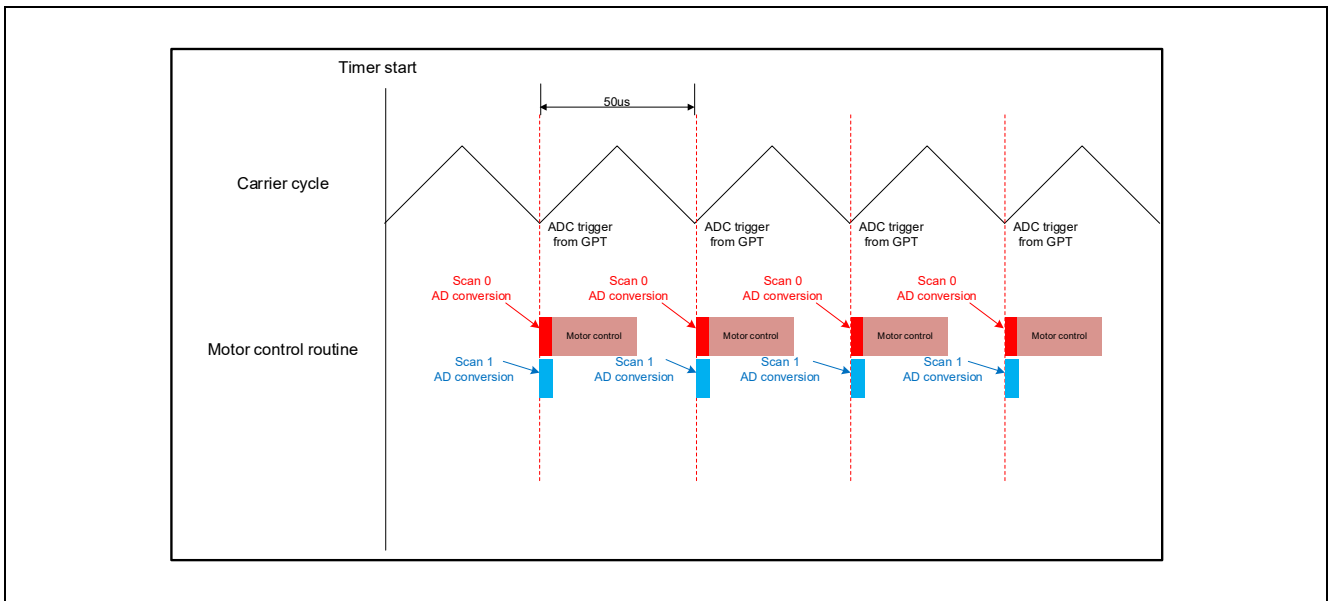 Timer start
50us
Carrier cycle
ADC trigger
from GPT
ADC trigger
from GPT
ADC trigger
from GPT
ADC trigger
from GPT
Scan 0
AD conversion
Scan 0
AD conversion
Scan 0
AD conversion
Scan 0
AD conversion
Motor control routine
Motor control
Motor control
Motor control
Motor control
Scan 1
AD conversion
Scan 1
AD conversion
Scan 1
AD conversion
Scan 1
AD conversion